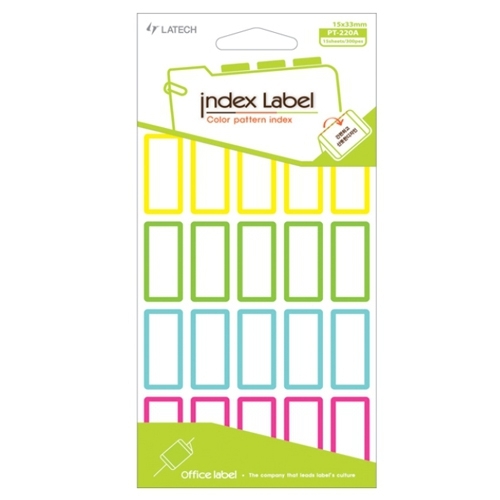 LATECH
15x33mm
PT-220A
Index Label
Color pattern index
Office label • The company that leads label's culture